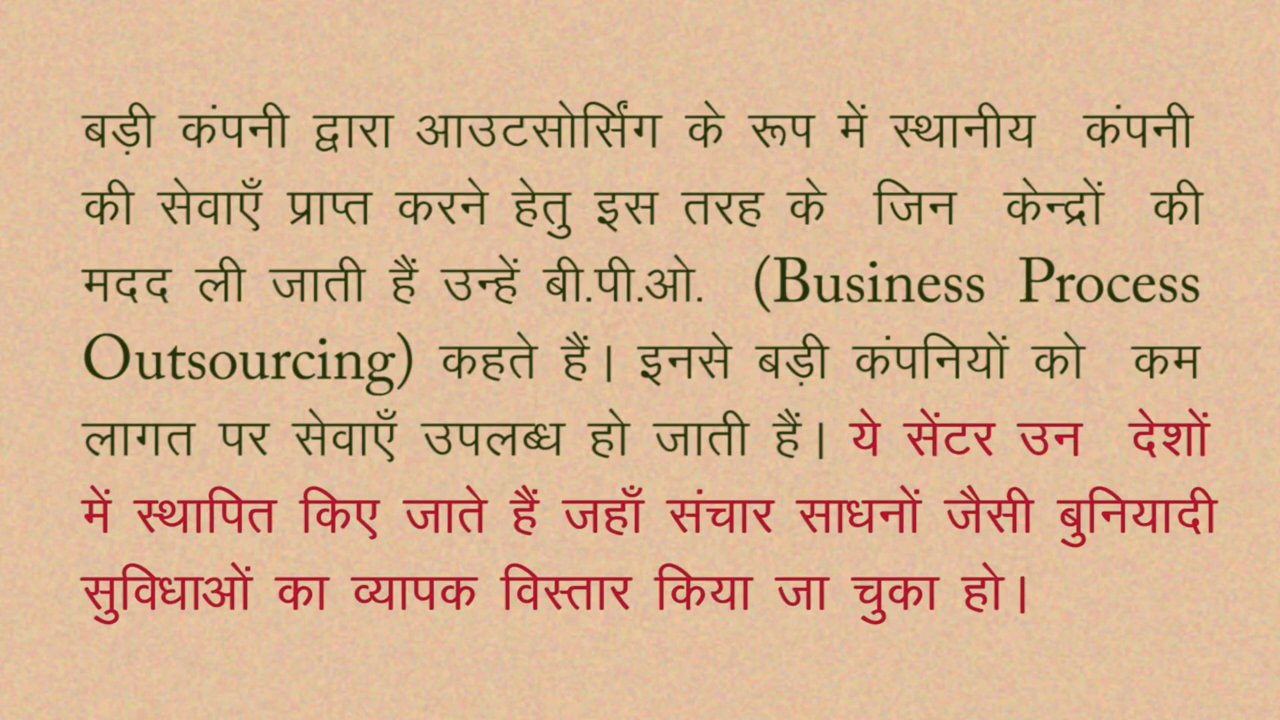 बड़ी कंपनी द्वारा आउटसोर्सिंग के रूप में स्थानीय कंपनी
की सेवाएँ प्राप्त करने हेतु इस तरह के जिन केन्द्रों की
मदद ली जाती हैं उन्हें बी.पी.ओ. (Business Process
Outsourcing) कहते हैं। इनसे बड़ी कंपनियों को कम
लागत पर सेवाएँ उपलब्ध हो जाती हैं। ये सेंटर उन देशों
में स्थापित किए जाते हैं जहाँ संचार साधनों जैसी बुनियादी
सुविधाओं का व्यापक विस्तार किया जा चुका हो।